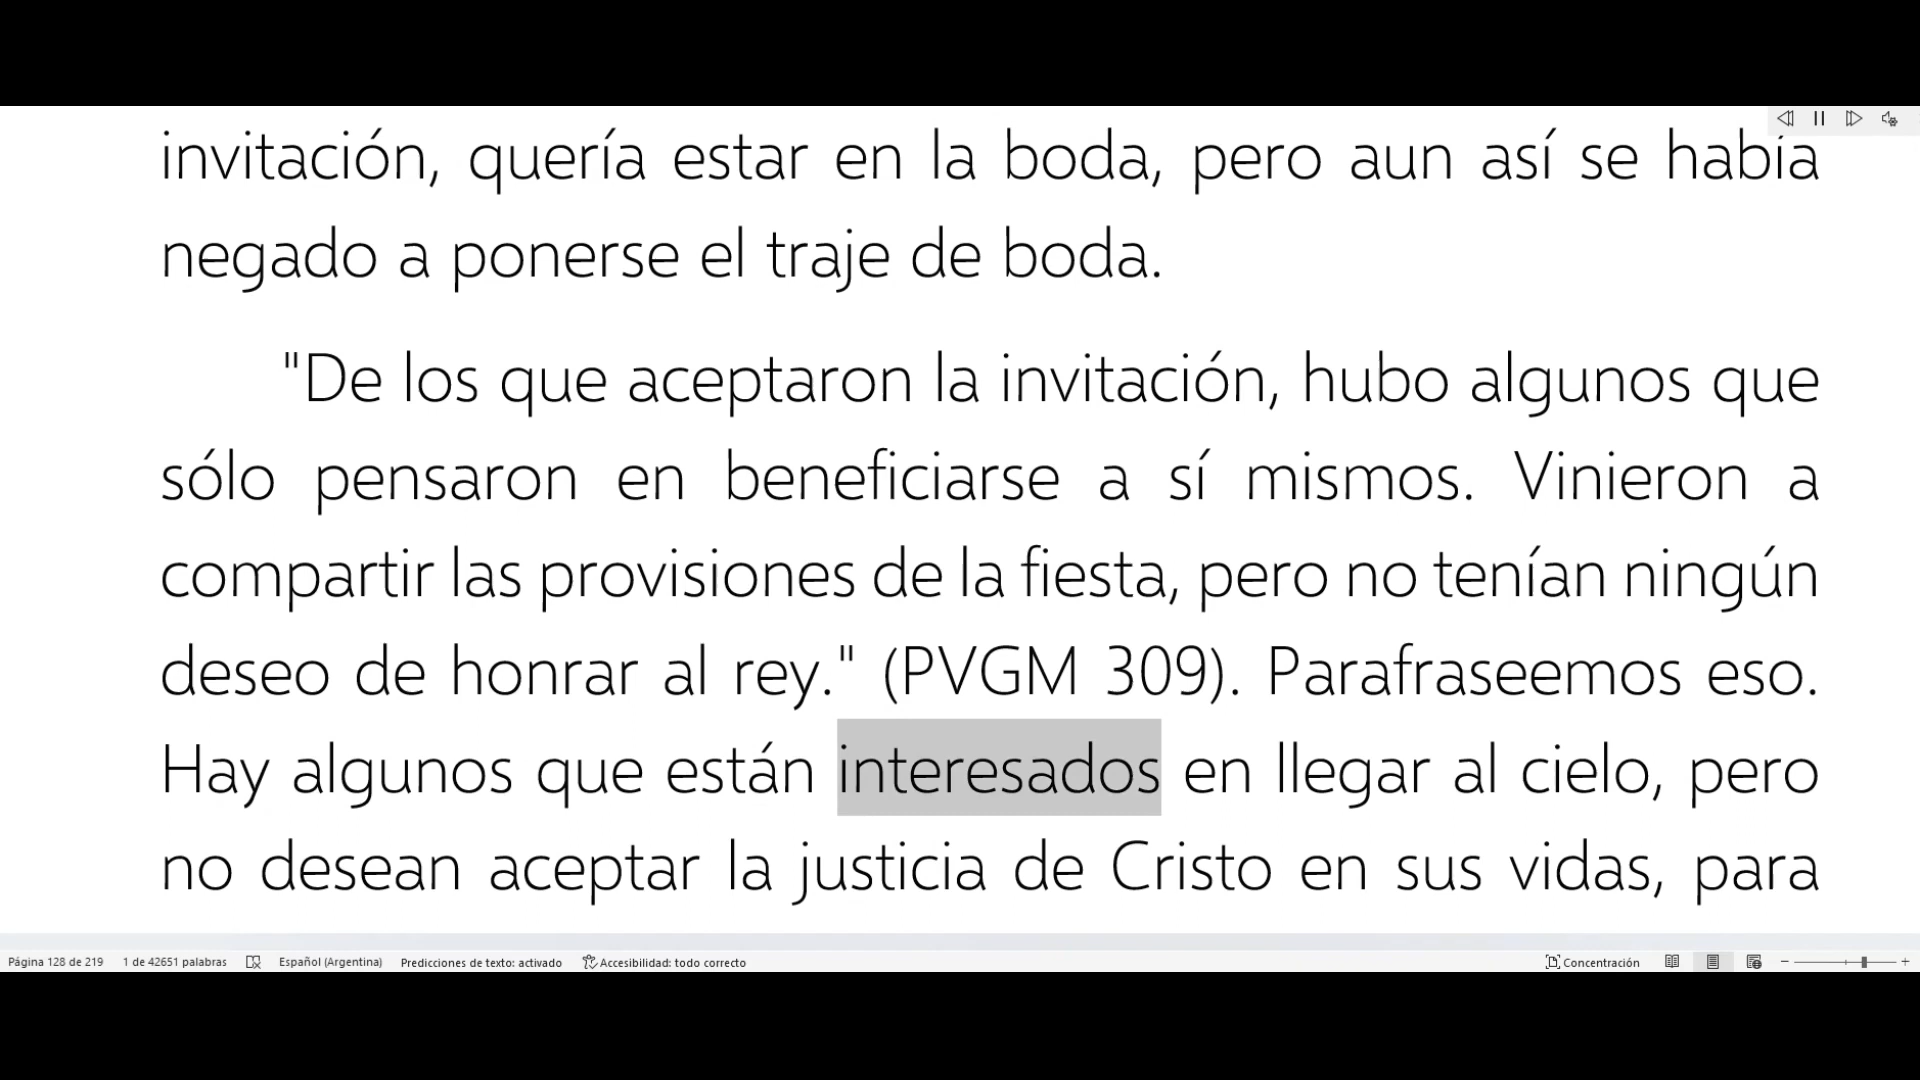 invitación, quería estar en la boda, pero aun así se había
negado a ponerse el traje de boda.
"De los que aceptaron la invitación, hubo algunos que
sólo pensaron en beneficiarse a sí mismos. Vinieron a
compartir las provisiones de la fiesta, pero no tenían ningún
deseo de honrar al rey." (PVGM 309). Parafraseemos eso.
Hay algunos que están interesados en llegar al cielo, pero
no desean aceptar la justicia de Cristo en sus vidas, para
Página 128 de 219 1 de 42651 palabras Español (Argentina) Predicciones de texto: activado Accesibilidad: todo correcto Concentración